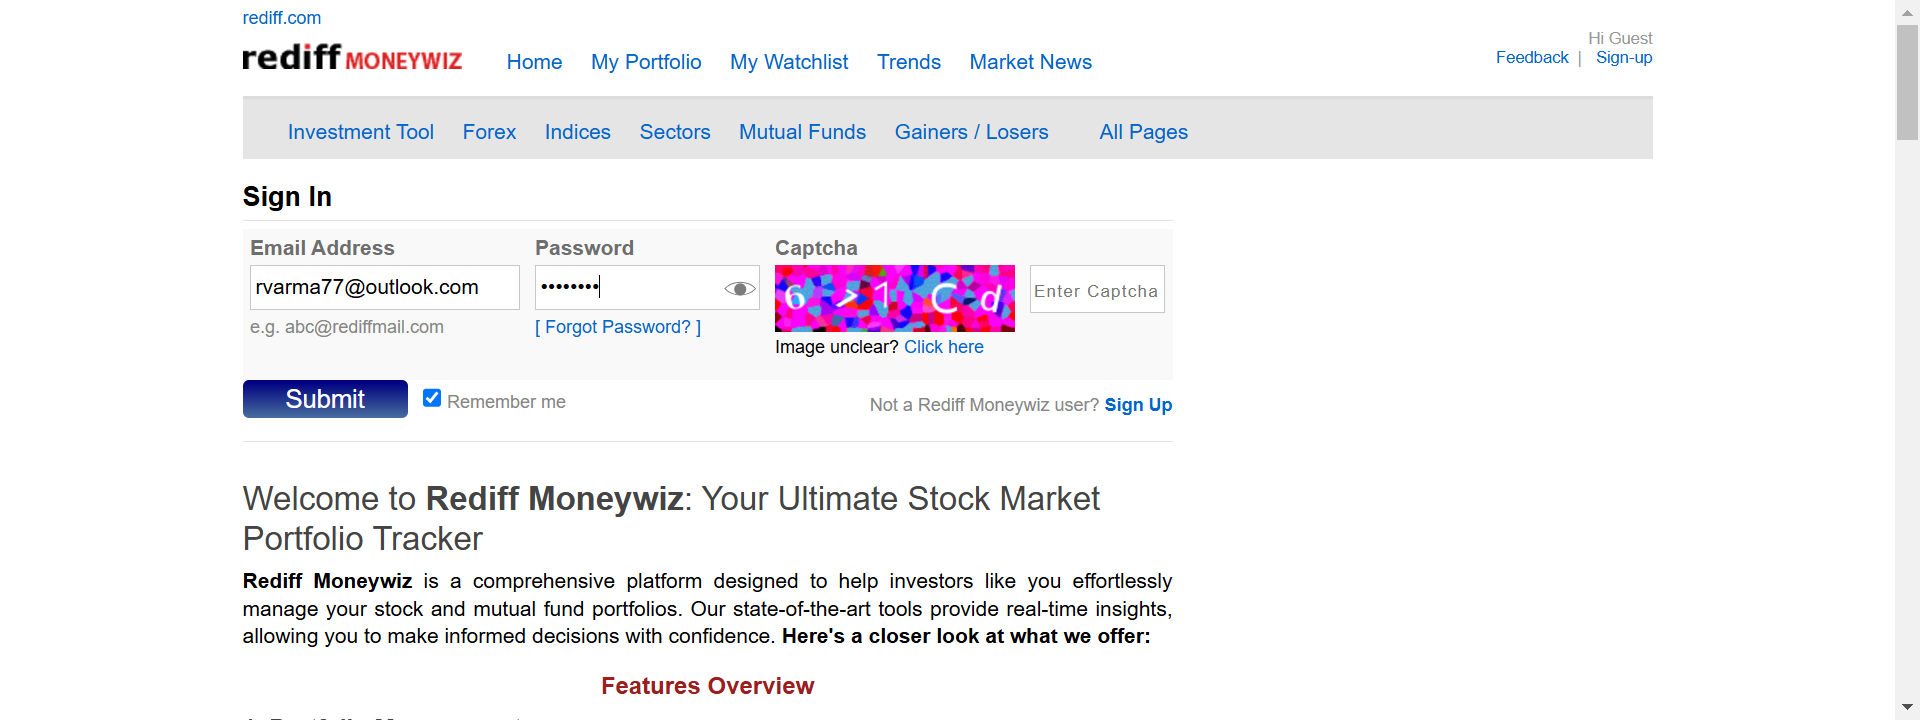 rediff.com
rediff MONEYWIZ
Home My Portfolio My Watchlist Trends Market News
Hi Guest
Feedback | Sign-up
Investment Tool Forex Indices Sectors Mutual Funds Gainers / Losers All Pages
Sign In
Email Address Password Captcha
rvarma77@outlook.com •••••••• Enter Captcha
e.g. abc@rediffmail.com [ Forgot Password? ] Image unclear? Click here
Submit Remember me Not a Rediff Moneywiz user? Sign Up
Welcome to Rediff Moneywiz: Your Ultimate Stock Market
Portfolio Tracker
Rediff Moneywiz is a comprehensive platform designed to help investors like you effortlessly
manage your stock and mutual fund portfolios. Our state-of-the-art tools provide real-time insights,
allowing you to make informed decisions with confidence. Here's a closer look at what we offer:
Features Overview